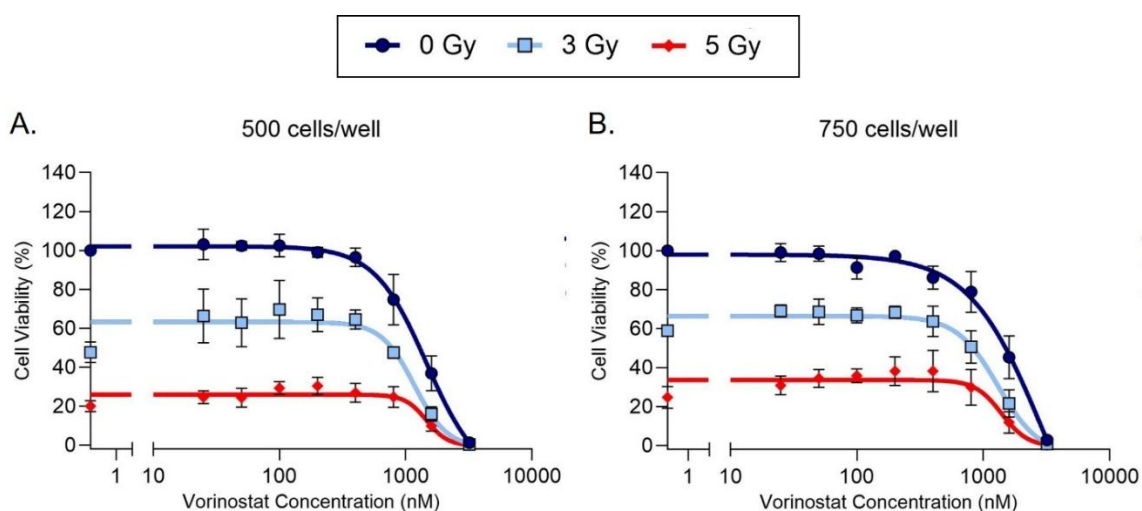 0 Gy 3 Gy 5 Gy
A.
500 cells/well
Cell Viability (%)
140
120
100
80
60
40
20
0
1 10 100 1000 10000
Vorinostat Concentration (nM)
B.
750 cells/well
Cell Viability (%)
140
120
100
80
60
40
20
0
1 10 100 1000 10000
Vorinostat Concentration (nM)